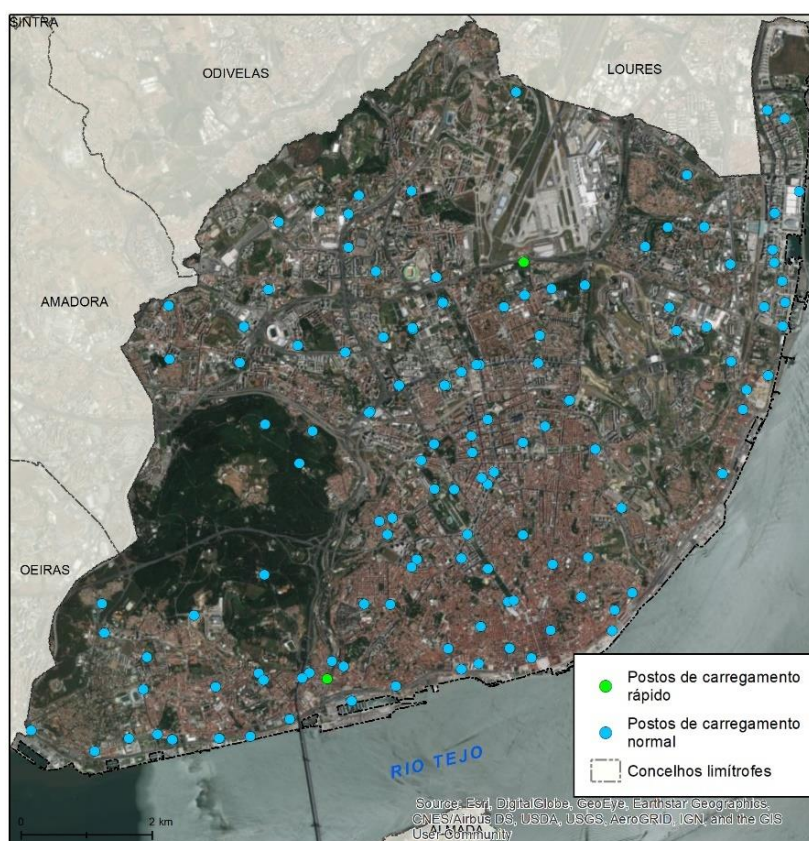 SINTRA
ODIVELAS
LOURES
AMADORA
OEIRAS
Postos de carregamento
rápido
Postos de carregamento
normal
Concelhos limítrofes
RIO TEJO
Source: Esri, DigitalGlobe, GeoEye, Earthstar Geographics,
CNES/Airbus DS, USDA, USGS, AeroGRID, IGN, and the GIS
User Community
ALMADA
0 2 km